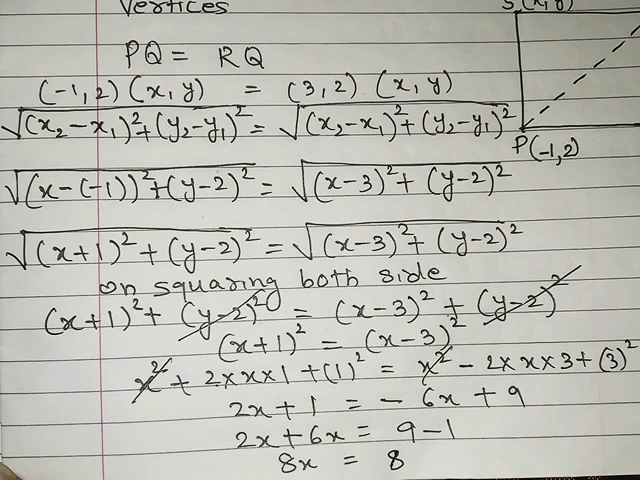 Vertices
S (x, y)
PQ = RQ
(-1, 2) (x, y) = (3, 2) (x, y)
√(x₂-x₁)²+(y₂-y₁)² = √(x₂-x₁)²+(y₂-y₁)²
P(-1, 2)
√(x-(-1))²+(y-2)² = √(x-3)²+(y-2)²
√(x+1)²+(y-2)² = √(x-3)²+(y-2)²
on squaring both side
(x+1)²+(y-2)² = (x-3)²+(y-2)²
(x+1)² = (x-3)²
x²+2×x×1+(1)² = x²-2×x×3+(3)²
2x+1 = -6x+9
2x+6x = 9-1
8x = 8